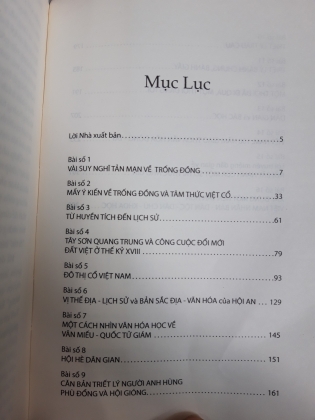 Mục Lục
Lời Nhà xuất bản 5
Bài số 1
VÀI SUY NGHĨ TẢN MẠN VỀ TRỐNG ĐỒNG 7
Bài số 2
MẤY Ý KIẾN VỀ TRỐNG ĐỒNG VÀ TÂM THỨC VIỆT CỔ 33
Bài số 3
TỪ HUYỀN TÍCH ĐẾN LỊCH SỬ 61
Bài số 4
TÂY SƠN QUANG TRUNG VÀ CÔNG CUỘC ĐỔI MỚI
ĐẤT VIỆT Ở THẾ KỶ XVIII 79
Bài số 5
ĐÔ THỊ CỔ VIỆT NAM 93
Bài số 6
VỊ THẾ ĐỊA - LỊCH SỬ và BẢN SẮC ĐỊA - VĂN HÓA của HỘI AN 129
Bài số 7
MỘT CÁCH NHÌN VĂN HÓA HỌC VỀ
VĂN MIẾU - QUỐC TỬ GIÁM 145
Bài số 8
HỘI HÈ DÂN GIAN 151
Bài số 9
CĂN BẢN TRIẾT LÝ NGƯỜI ANH HÙNG
PHÙ ĐỔNG VÀ HỘI GIÓNG 161